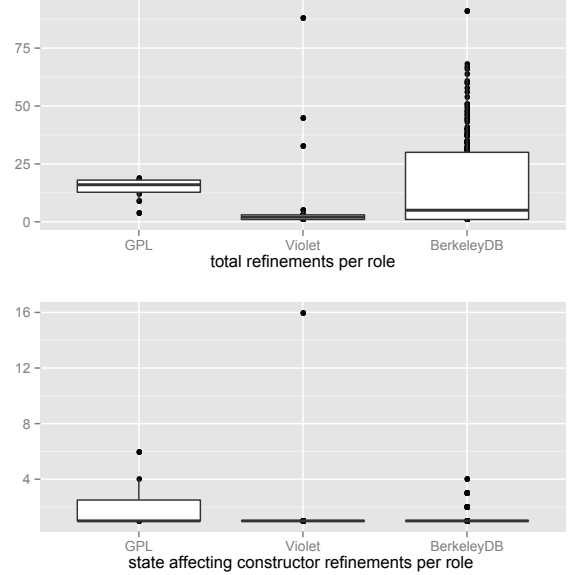 75
50
25
0
GPL Violet BerkeleyDB
total refinements per role
16
12
8
4
GPL Violet BerkeleyDB
state affecting constructor refinements per role